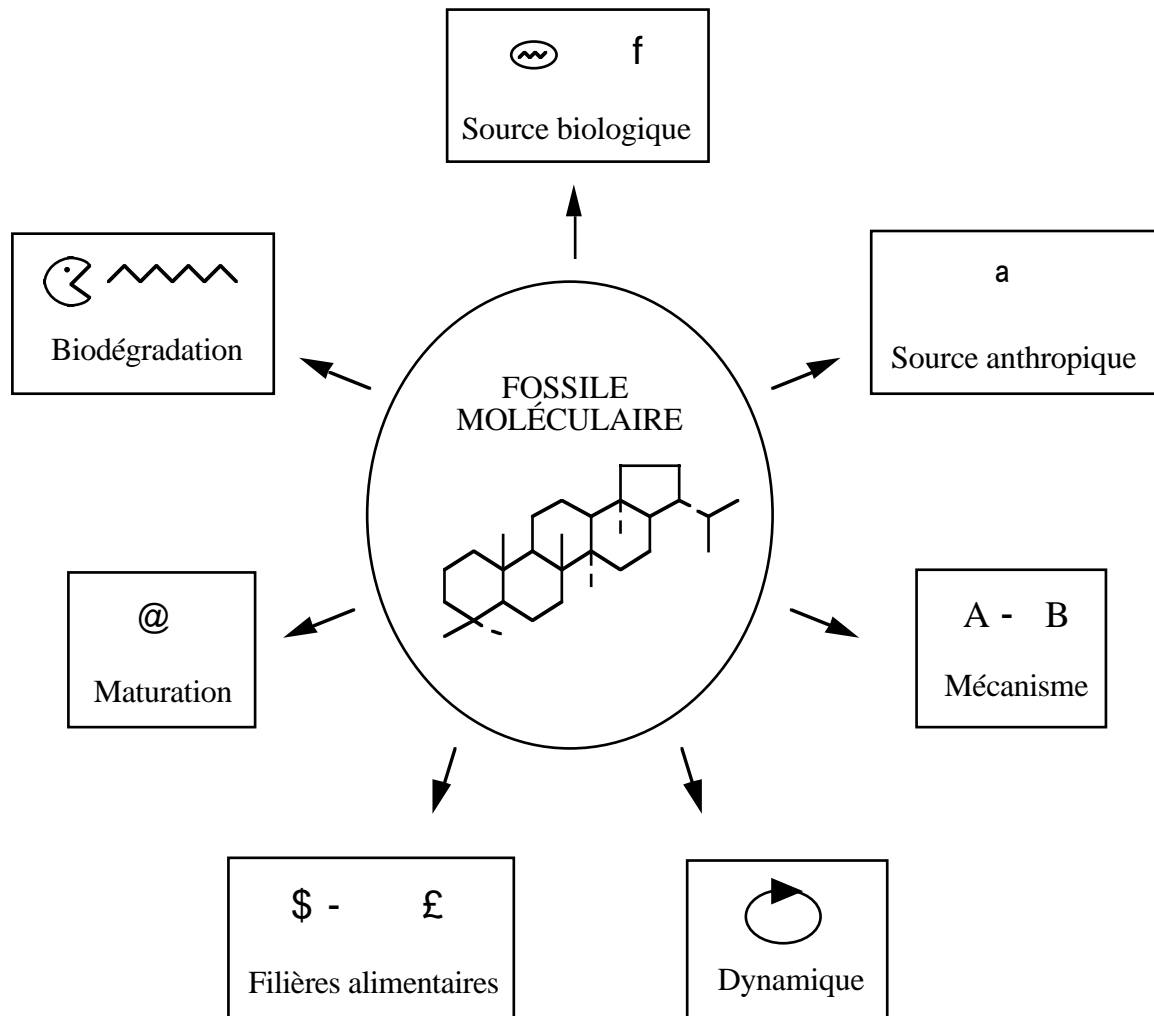 f
Source biologique
Biodégradation
a
Source anthropique
FOSSILE
MOLÉCULAIRE
@
Maturation
A - B
Mécanisme
$ - £
Filières alimentaires
Dynamique